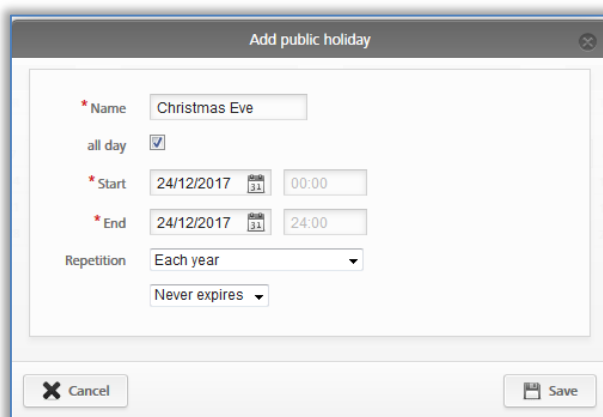 Add public holiday
* Name Christmas Eve
all day
* Start 24/12/2017 31 00:00
* End 24/12/2017 31 24:00
Repetition Each year
Never expires
Cancel Save